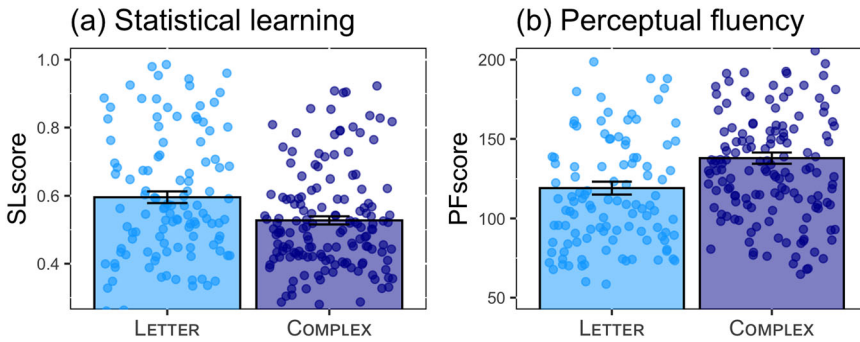 (a) Statistical learning
SLscore
1.0
0.8
0.6
0.4
LETTER
COMPLEX
(b) Perceptual fluency
PFscore
200
150
100
50
LETTER
COMPLEX